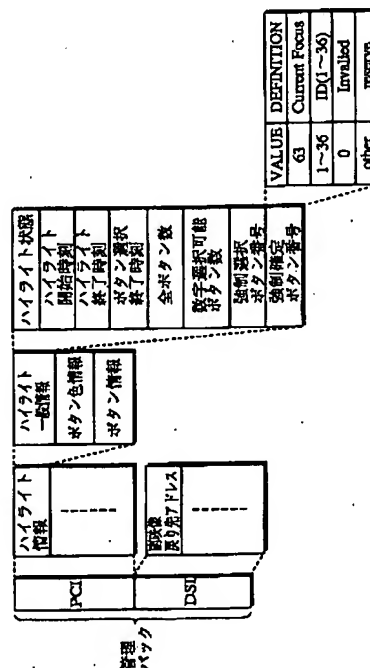 管理
パック
PCI
DSI
ハイライト
情報
戻り先アドレス
ハイライト
一般情報
ボタン色情報
ボタン情報
ハイライト状態
ハイライト
開始時刻
ハイライト
終了時刻
ボタン選択
終了時刻
全ボタン数
数字選択可能
ボタン数
強制選択
ボタン番号
強制確定
ボタン番号
VALUE DEFINITION
63 Current Focus
1～36 ID(1～36)
0 Invalied
other